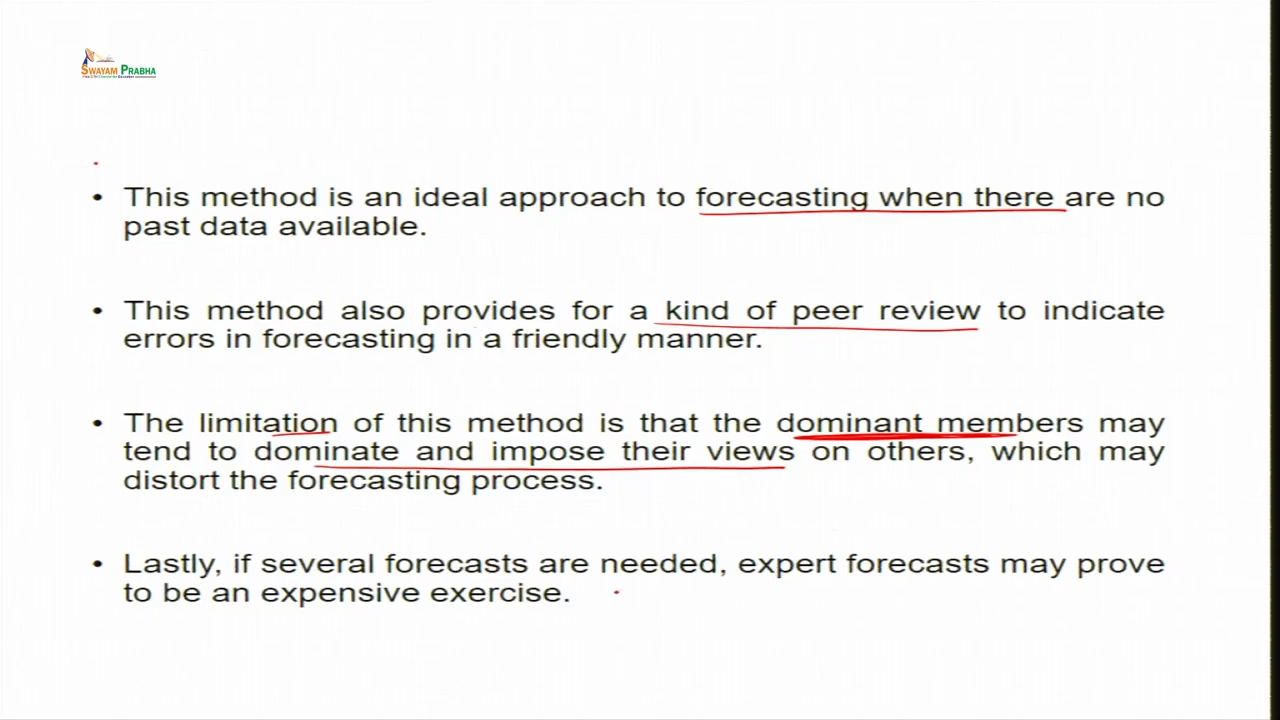 SWAYAM PRABHA
• This method is an ideal approach to forecasting when there are no
past data available.
• This method also provides for a kind of peer review to indicate
errors in forecasting in a friendly manner.
• The limitation of this method is that the dominant members may
tend to dominate and impose their views on others, which may
distort the forecasting process.
• Lastly, if several forecasts are needed, expert forecasts may prove
to be an expensive exercise.